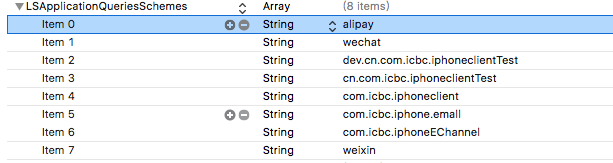 LSApplicationQueriesSchemes Array (8 items)
Item 0 String alipay
Item 1 String wechat
Item 2 String dev.cn.com.icbc.iphoneclientTest
Item 3 String cn.com.icbc.iphoneclientTest
Item 4 String com.icbc.iphoneclient
Item 5 String com.icbc.iphone.emall
Item 6 String com.icbc.iphoneEChannel
Item 7 String weixin